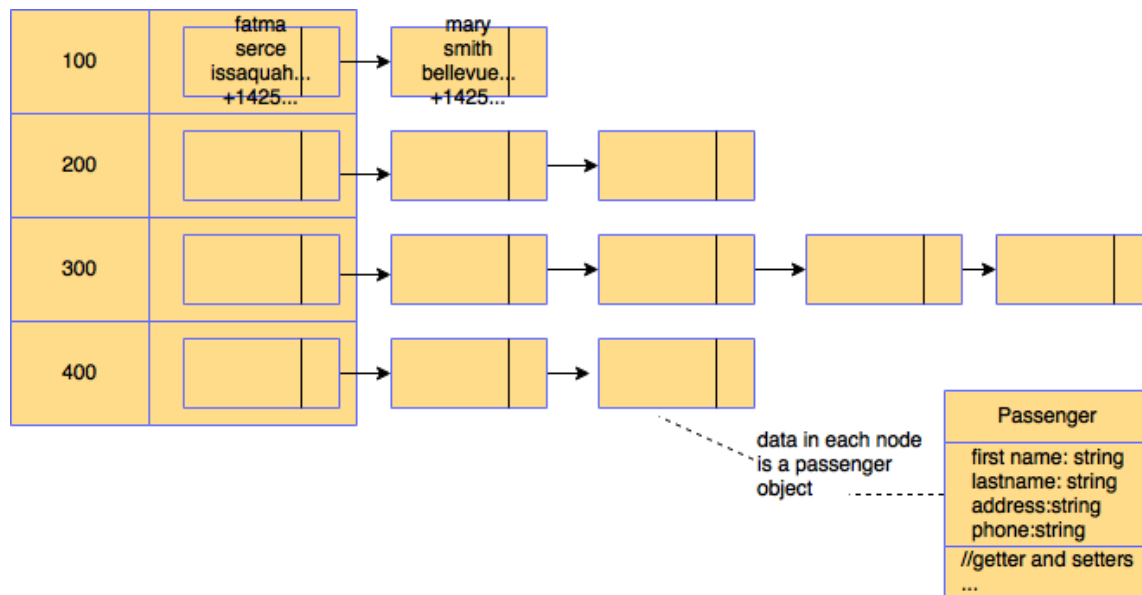 100
fatma
serce
issaquah...
+1425...
mary
smith
bellevue...
+1425...
200
300
400
data in each node
is a passenger
object
Passenger
first name: string
lastname: string
address:string
phone:string
//getter and setters
...